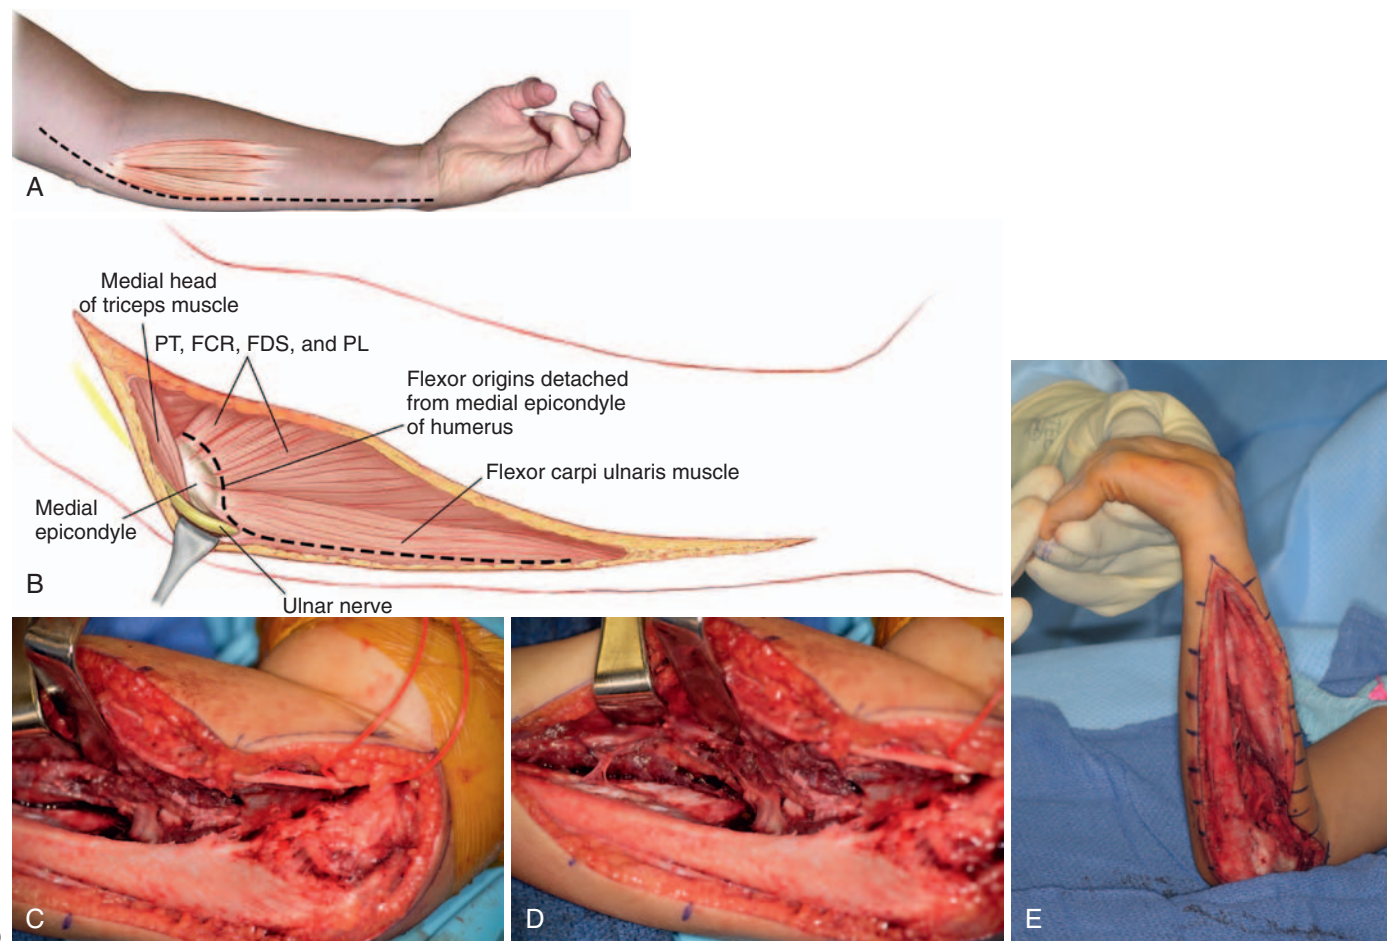 A
Medial head
of triceps muscle
PT, FCR, FDS, and PL
Flexor origins detached
from medial epicondyle
of humerus
Flexor carpi ulnaris muscle
Medial
epicondyle
B
Ulnar nerve
C
D
E